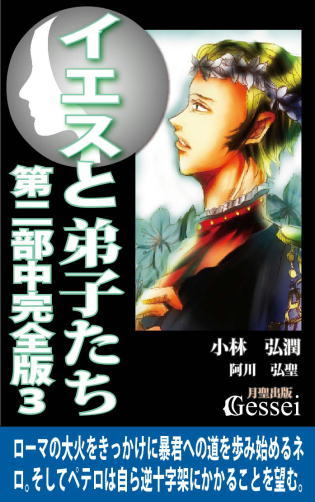 イエスと弟子たち
第二部中完全版3
小林 弘潤
阿川 弘聖
月聖出版
Gessei
ローマの大火をきっかけに暴君への道を歩み始めるネ
ロ。そしてペテロは自ら逆十字架にかかることを望む。